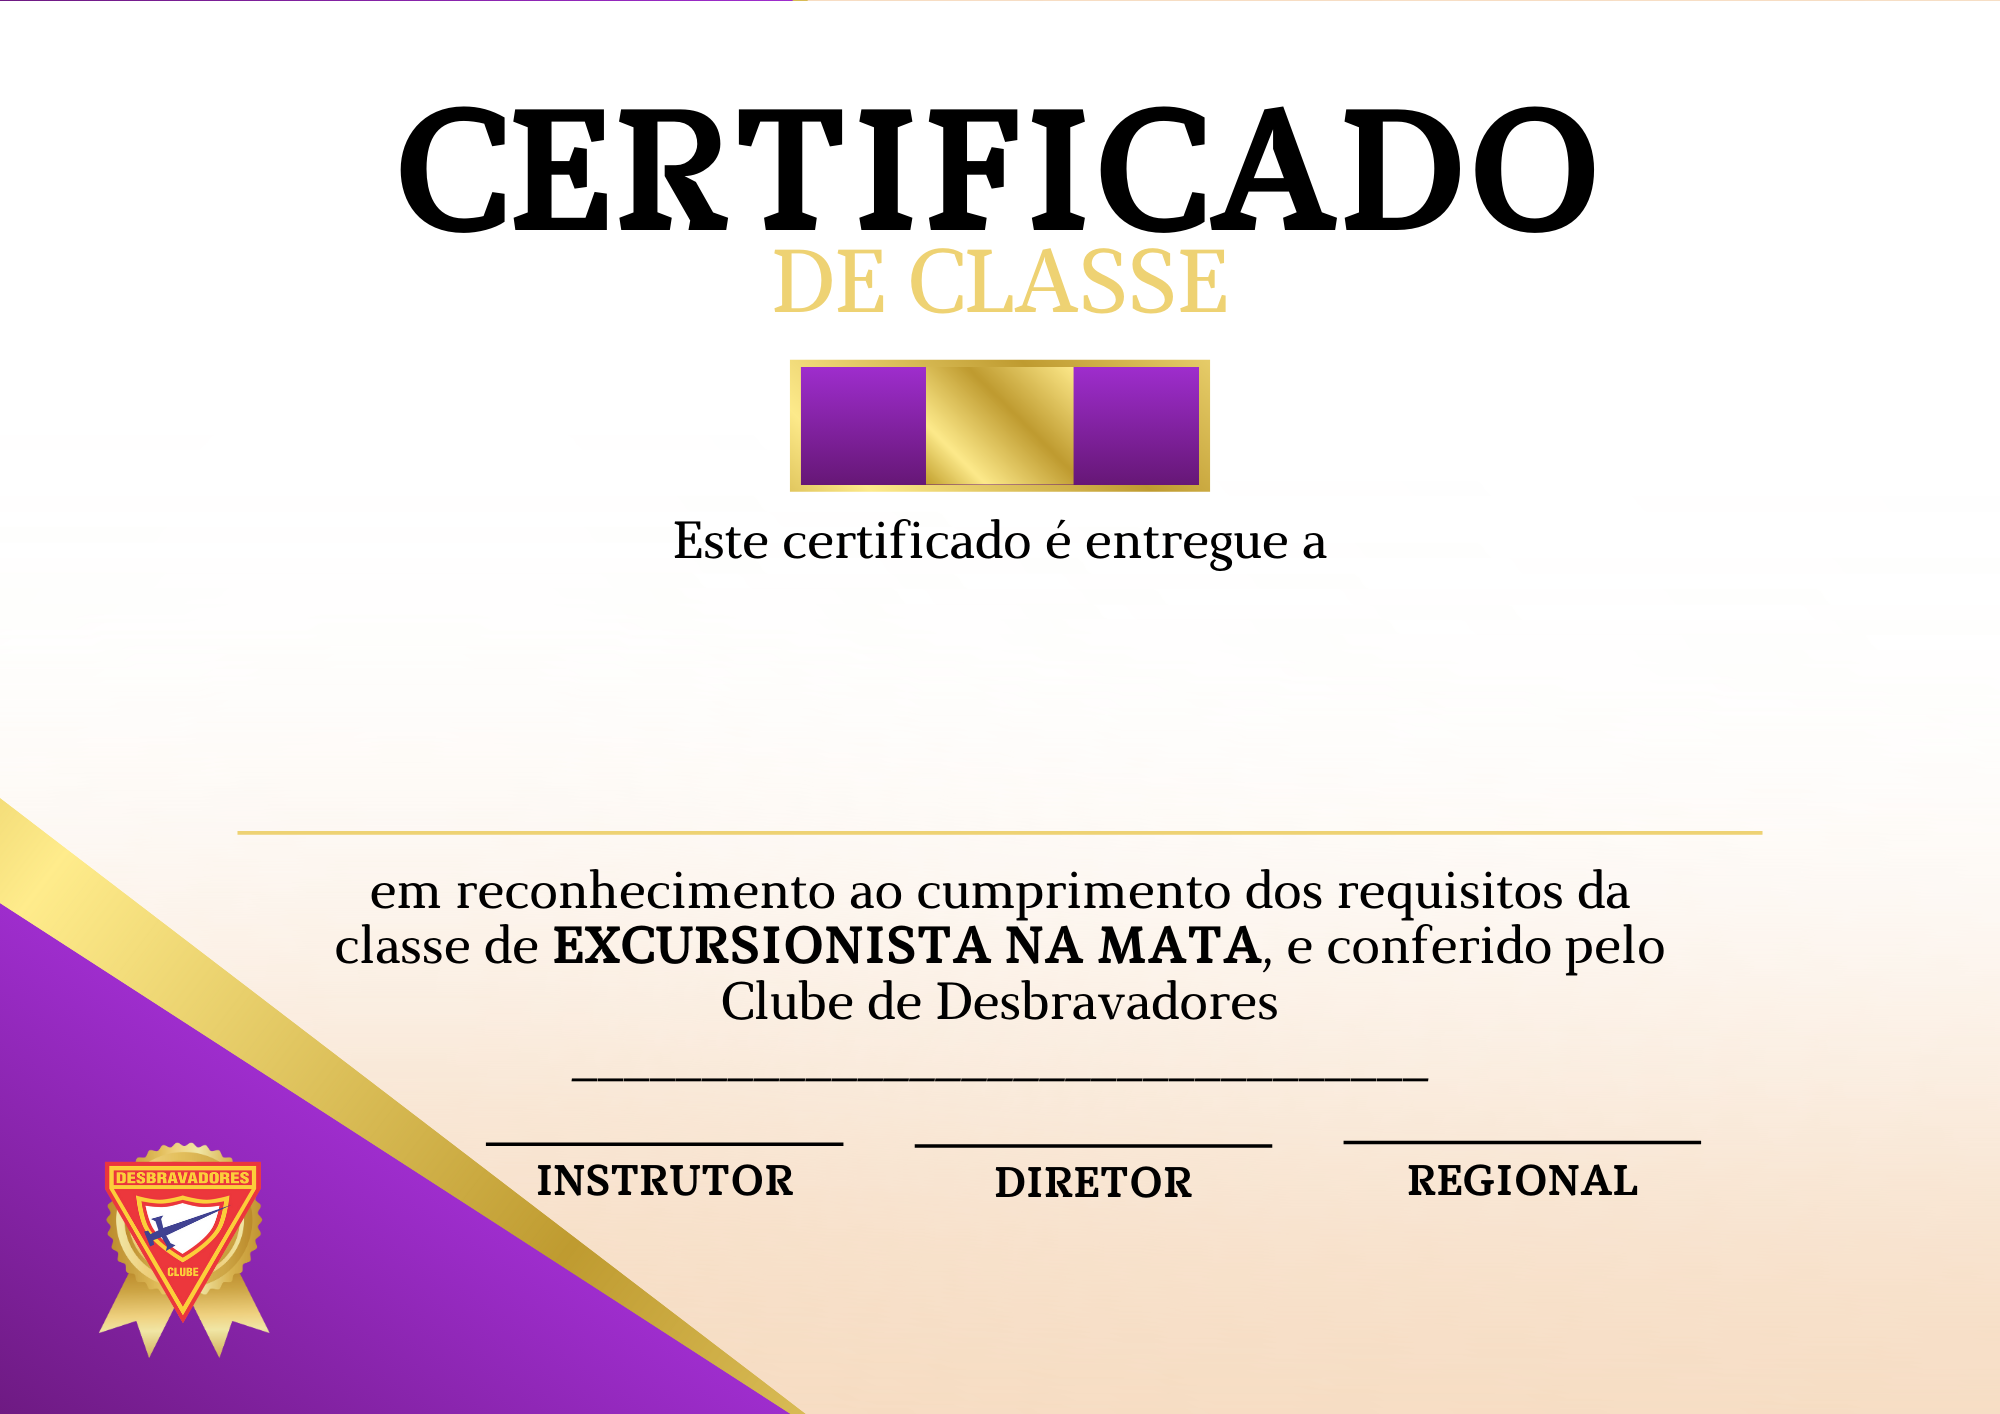 CERTIFICADO
DE CLASSE
Este certificado é entregue a
em reconhecimento ao cumprimento dos requisitos da
classe de EXCURSIONISTA NA MATA, e conferido pelo
Clube de Desbravadores
_________________________________
INSTRUTOR DIRETOR REGIONAL
DESBRAVADORES
CLUBE